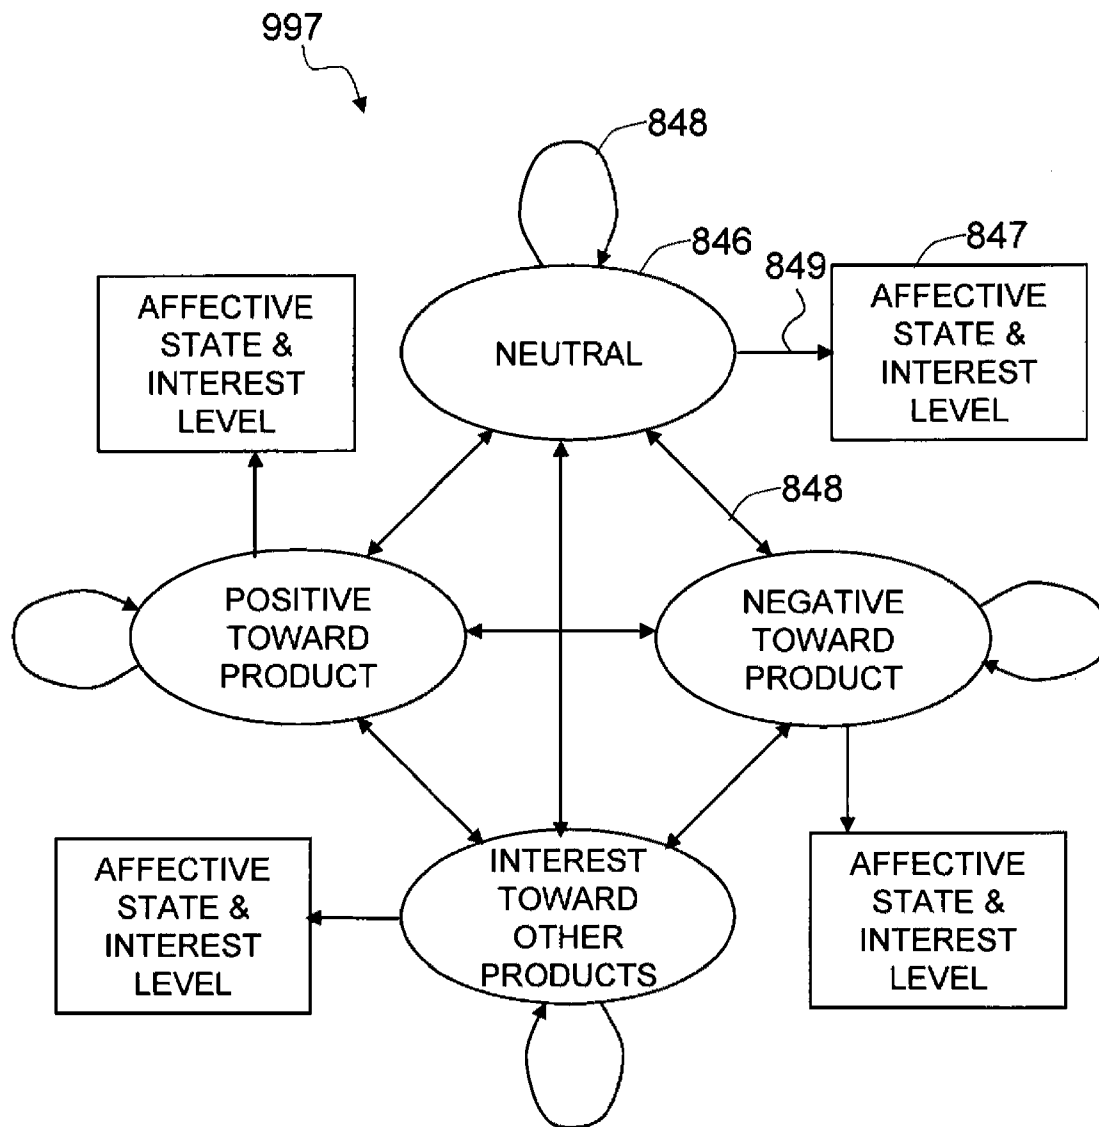 997
848
846
847
849
AFFECTIVE
STATE &
INTEREST
LEVEL
NEUTRAL
AFFECTIVE
STATE &
INTEREST
LEVEL
848
POSITIVE
TOWARD
PRODUCT
NEGATIVE
TOWARD
PRODUCT
AFFECTIVE
STATE &
INTEREST
LEVEL
INTEREST
TOWARD
OTHER
PRODUCTS
AFFECTIVE
STATE &
INTEREST
LEVEL